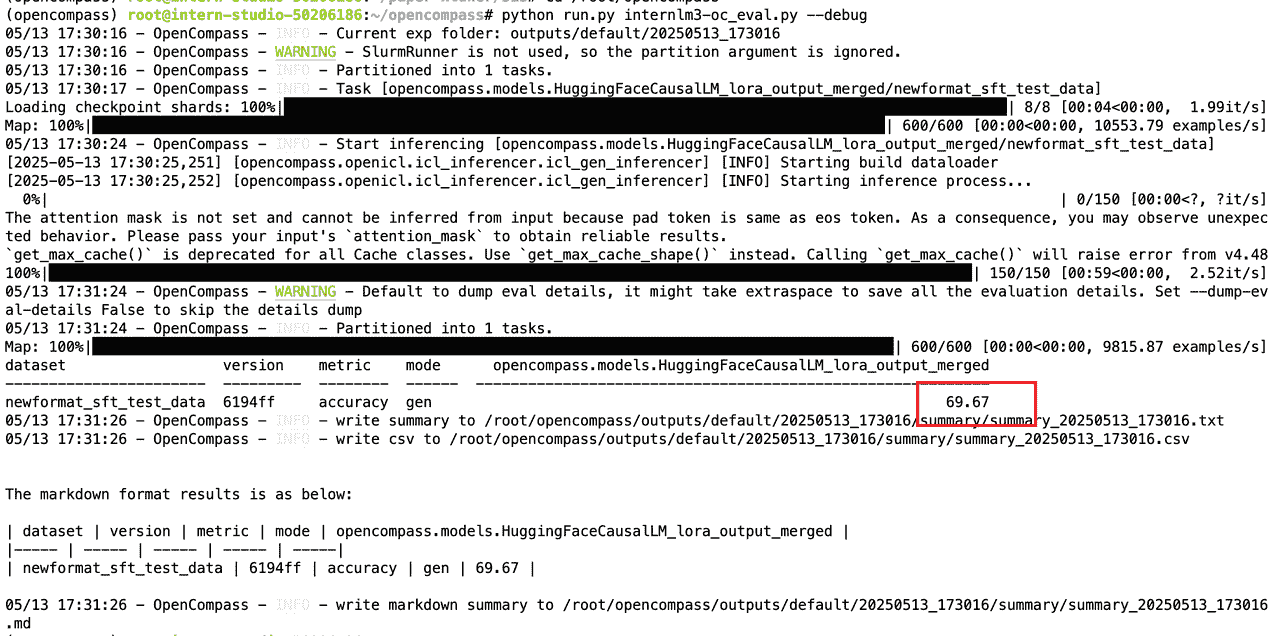 (opencompass) root@intern-studio-50206186:~/opencompass# python run.py internlm3-oc_eval.py --debug
05/13 17:30:16 - OpenCompass - INFO - Current exp folder: outputs/default/20250513_173016
05/13 17:30:16 - OpenCompass - WARNING - SlurmRunner is not used, so the partition argument is ignored.
05/13 17:30:16 - OpenCompass - INFO - Partitioned into 1 tasks.
05/13 17:30:17 - OpenCompass - INFO - Task [opencompass.models.HuggingFaceCausalLM_lora_output_merged/newformat_sft_test_data]
Loading checkpoint shards: 100%| | 8/8 [00:04<00:00, 1.99it/s]
Map: 100%| | 600/600 [00:00<00:00, 10553.79 examples/s]
05/13 17:30:24 - OpenCompass - INFO - Start inferencing [opencompass.models.HuggingFaceCausalLM_lora_output_merged/newformat_sft_test_data]
[2025-05-13 17:30:25,251] [opencompass.openicl.icl_inferencer.icl_gen_inferencer] [INFO] Starting build dataloader
[2025-05-13 17:30:25,252] [opencompass.openicl.icl_inferencer.icl_gen_inferencer] [INFO] Starting inference process...
0%| | 0/150 [00:00<?, ?it/s]
The attention mask is not set and cannot be inferred from input because pad token is same as eos token. As a consequence, you may observe unexpec
ted behavior. Please pass your input's `attention_mask` to obtain reliable results.
`get_max_cache()` is deprecated for all Cache classes. Use `get_max_cache_shape()` instead. Calling `get_max_cache()` will raise error from v4.48
100%| | 150/150 [00:59<00:00, 2.52it/s]
05/13 17:31:24 - OpenCompass - WARNING - Default to dump eval details, it might take extraspace to save all the evaluation details. Set --dump-ev
al-details False to skip the details dump
05/13 17:31:24 - OpenCompass - INFO - Partitioned into 1 tasks.
Map: 100%| | 600/600 [00:00<00:00, 9815.87 examples/s]
dataset version metric mode opencompass.models.HuggingFaceCausalLM_lora_output_merged
----------------------- --------- -------- ------ -----------------------------------------------------------
newformat_sft_test_data 6194ff accuracy gen 69.67
05/13 17:31:26 - OpenCompass - INFO - write summary to /root/opencompass/outputs/default/20250513_173016/summary/summary_20250513_173016.txt
05/13 17:31:26 - OpenCompass - INFO - write csv to /root/opencompass/outputs/default/20250513_173016/summary/summary_20250513_173016.csv
The markdown format results is as below:
| dataset | version | metric | mode | opencompass.models.HuggingFaceCausalLM_lora_output_merged |
|----- | ----- | ----- | ----- | -----|
| newformat_sft_test_data | 6194ff | accuracy | gen | 69.67 |
05/13 17:31:26 - OpenCompass - INFO - write markdown summary to /root/opencompass/outputs/default/20250513_173016/summary/summary_20250513_173016
.md